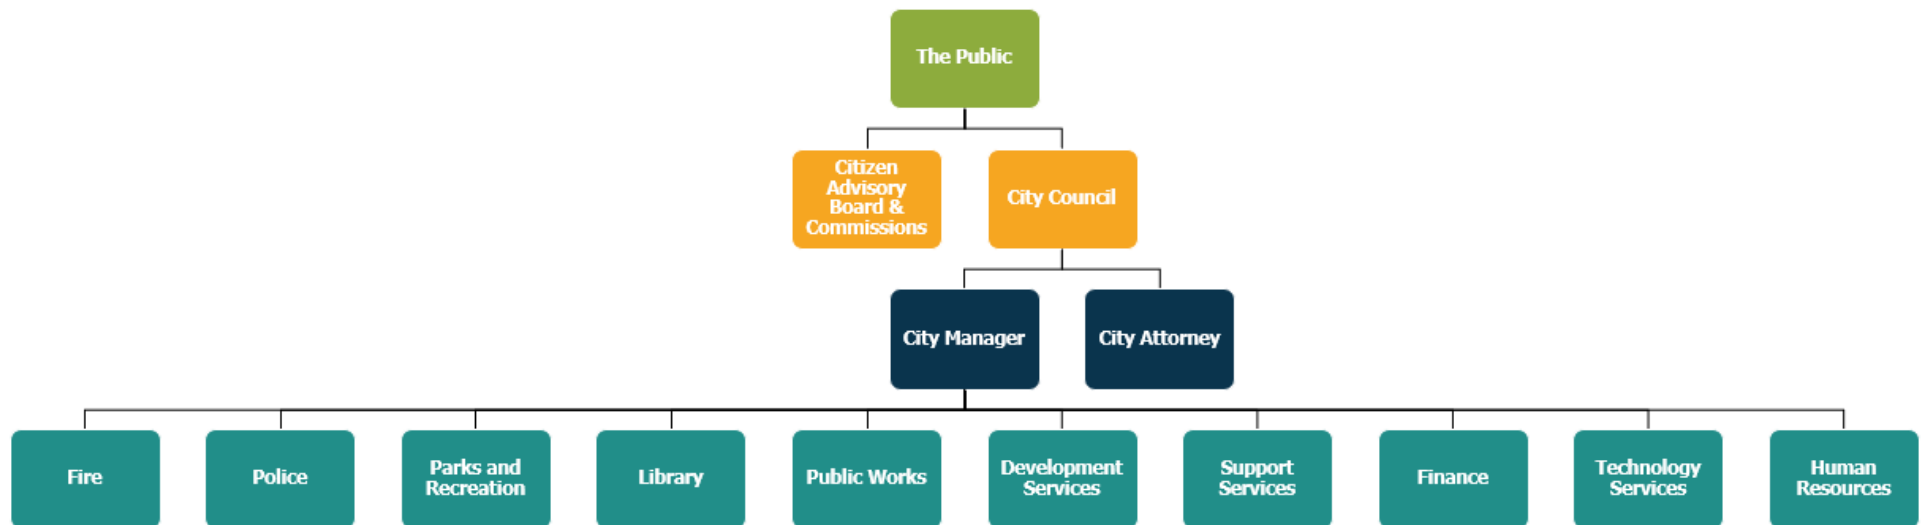 The Public
Citizen
Advisory
Board &
Commissions
City Council
City Manager
City Attorney
Fire
Police
Parks and
Recreation
Library
Public Works
Development
Services
Support
Services
Finance
Technology
Services
Human
Resources